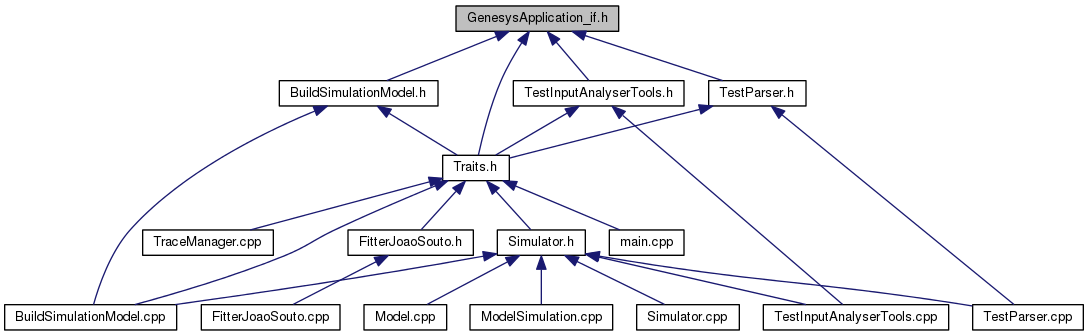 GenesysApplication_if.h
BuildSimulationModel.h
TestInputAnalyserTools.h
TestParser.h
Traits.h
TraceManager.cpp
FitterJoaoSouto.h
Simulator.h
main.cpp
BuildSimulationModel.cpp
FitterJoaoSouto.cpp
Model.cpp
ModelSimulation.cpp
Simulator.cpp
TestInputAnalyserTools.cpp
TestParser.cpp